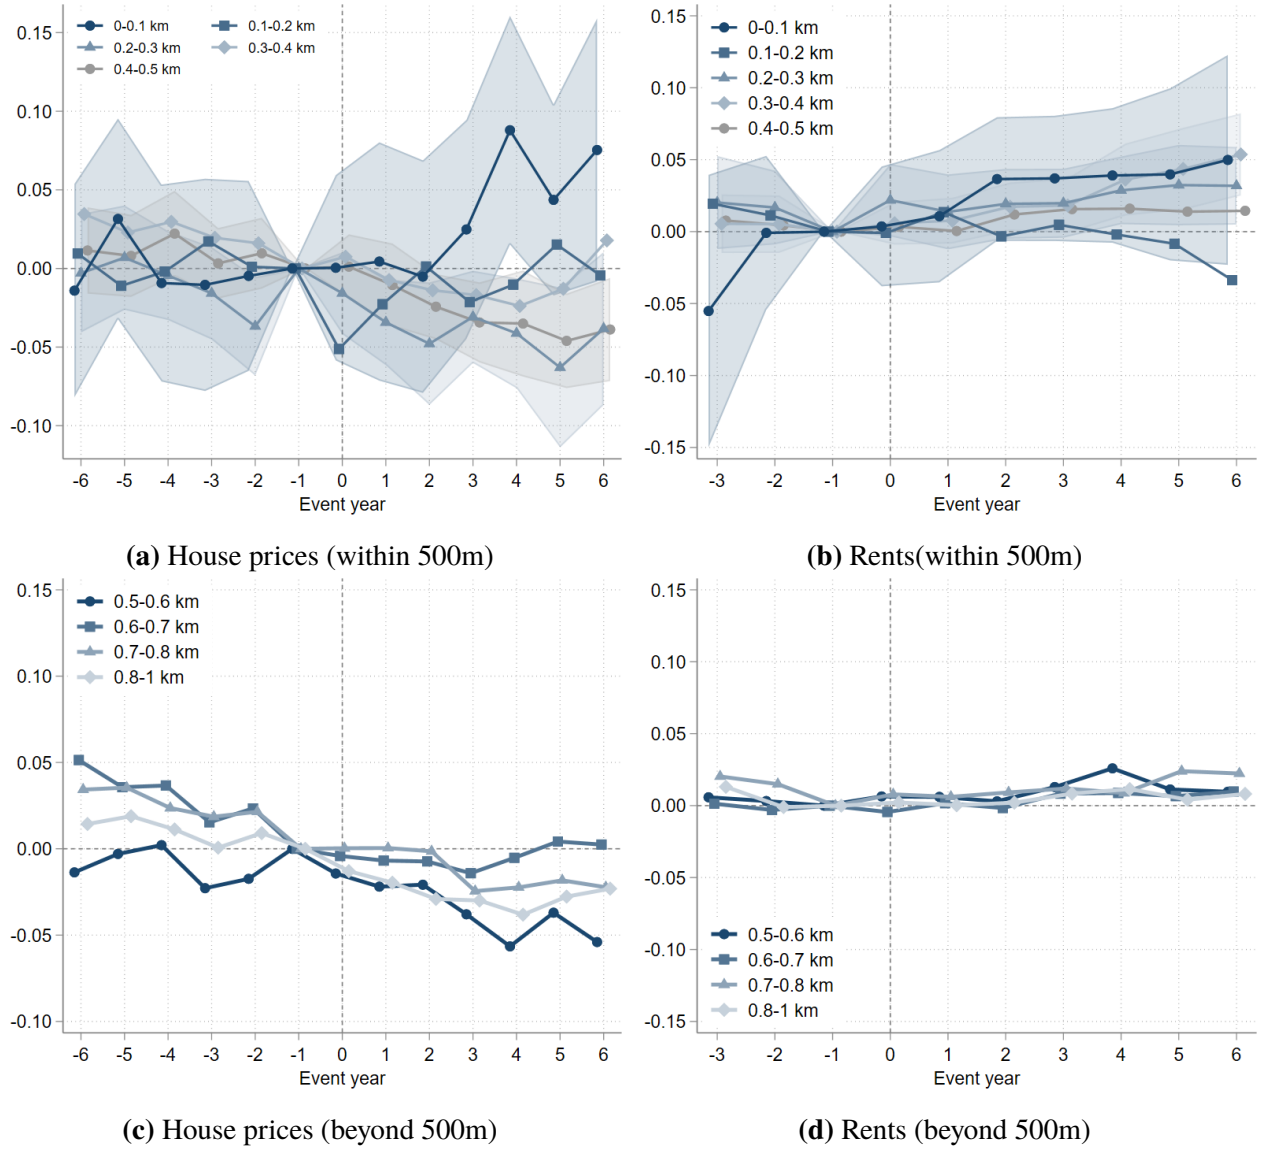 0-0.1 km 0.1-0.2 km
0.2-0.3 km 0.3-0.4 km
0.4-0.5 km
0.15
0.10
0.05
0.00
-0.05
-0.10
-6 -5 -4 -3 -2 -1 0 1 2 3 4 5 6
Event year
(a) House prices (within 500m)
0-0.1 km
0.1-0.2 km
0.2-0.3 km
0.3-0.4 km
0.4-0.5 km
0.15
0.10
0.05
0.00
-0.05
-0.10
-0.15
-3 -2 -1 0 1 2 3 4 5 6
Event year
(b) Rents(within 500m)
0.5-0.6 km
0.6-0.7 km
0.7-0.8 km
0.8-1 km
0.15
0.10
0.05
0.00
-0.05
-0.10
-6 -5 -4 -3 -2 -1 0 1 2 3 4 5 6
Event year
(c) House prices (beyond 500m)
0.15
0.10
0.05
0.00
-0.05
-0.10
-0.15
0.5-0.6 km
0.6-0.7 km
0.7-0.8 km
0.8-1 km
-3 -2 -1 0 1 2 3 4 5 6
Event year
(d) Rents (beyond 500m)